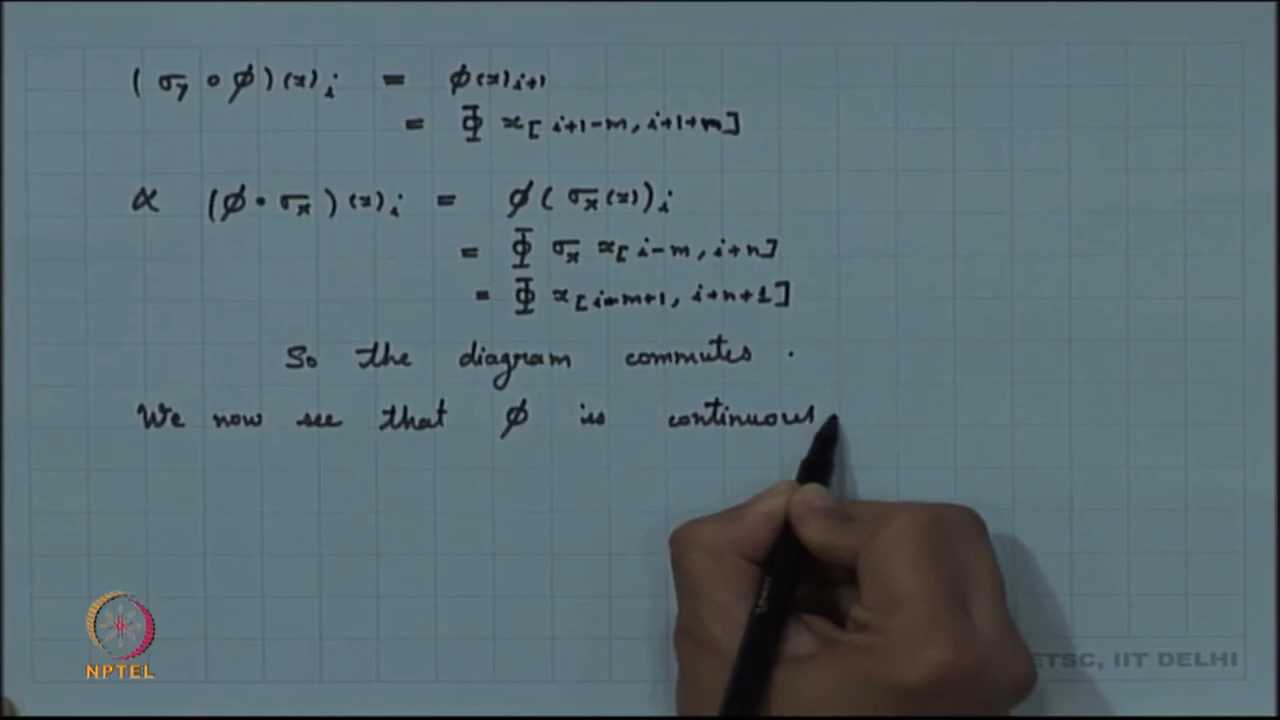 (σ_Y ∘ ϕ)(x)_i = ϕ(x)_{i+1}
= Φ x_[i+1-m, i+1+m]
& (ϕ ∘ σ_X)(x)_i = ϕ(σ_X(x))_i
= Φ σ_X x_[i-m, i+n]
= Φ x_[i-m+1, i+n+1]
So the diagram commutes.
We now see that ϕ is continuous
NPTEL
ETSC, IIT DELHI